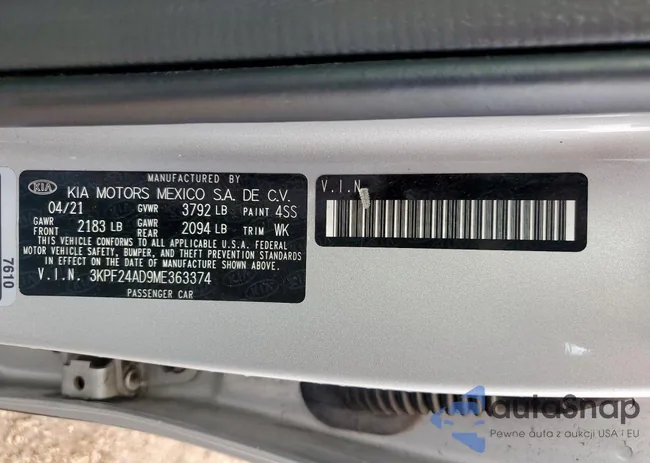 MANUFACTURED BY
KIA KIA MOTORS MEXICO S.A. DE C.V.
04/21 GVWR 3792 LB PAINT 4SS
GAWR FRONT 2183 LB GAWR REAR 2094 LB TRIM WK
THIS VEHICLE CONFORMS TO ALL APPLICABLE U.S.A. FEDERAL
MOTOR VEHICLE SAFETY, BUMPER, AND THEFT PREVENTION STANDARDS
IN EFFECT ON THE DATE OF MANUFACTURE SHOWN ABOVE.
V.I.N. 3KPF24AD9ME363374
PASSENGER CAR
V.I.N.
7610
autoSnap
Pewne auta z aukcji USA i EU